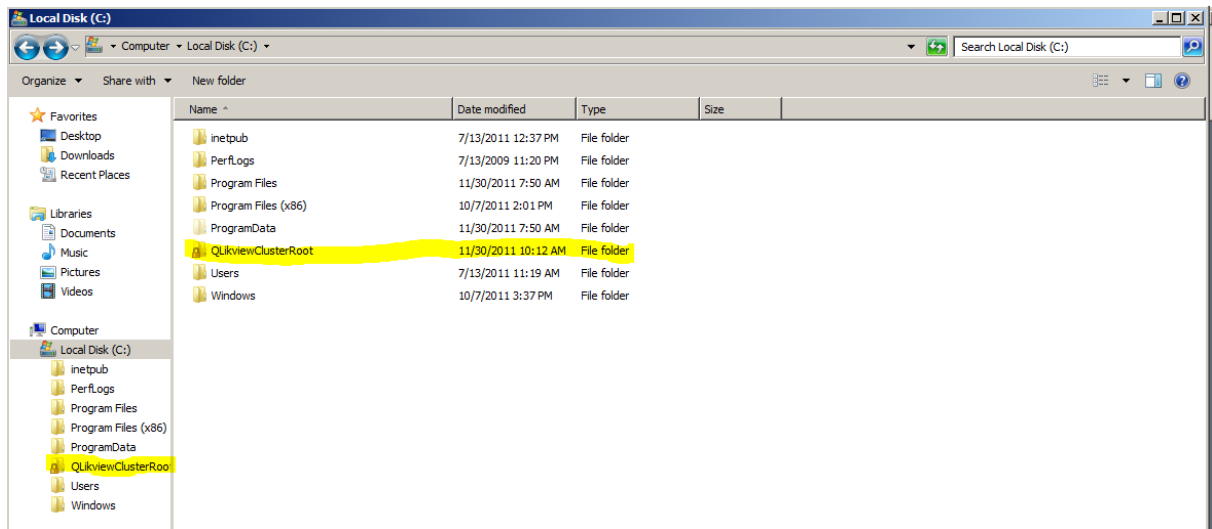 Local Disk (C:)
Computer Local Disk (C:) Search Local Disk (C:)
Organize Share with New folder
Favorites
Desktop
Downloads
Recent Places
Libraries
Documents
Music
Pictures
Videos
Computer
Local Disk (C:)
inetpub
PerfLogs
Program Files
Program Files (x86)
ProgramData
QLikviewClusterRoo
Users
Windows
Name Date modified Type Size
inetpub 7/13/2011 12:37 PM File folder
PerfLogs 7/13/2009 11:20 PM File folder
Program Files 11/30/2011 7:50 AM File folder
Program Files (x86) 10/7/2011 2:01 PM File folder
ProgramData 11/30/2011 7:50 AM File folder
QLikviewClusterRoot 11/30/2011 10:12 AM File folder
Users 7/13/2011 11:19 AM File folder
Windows 10/7/2011 3:37 PM File folder